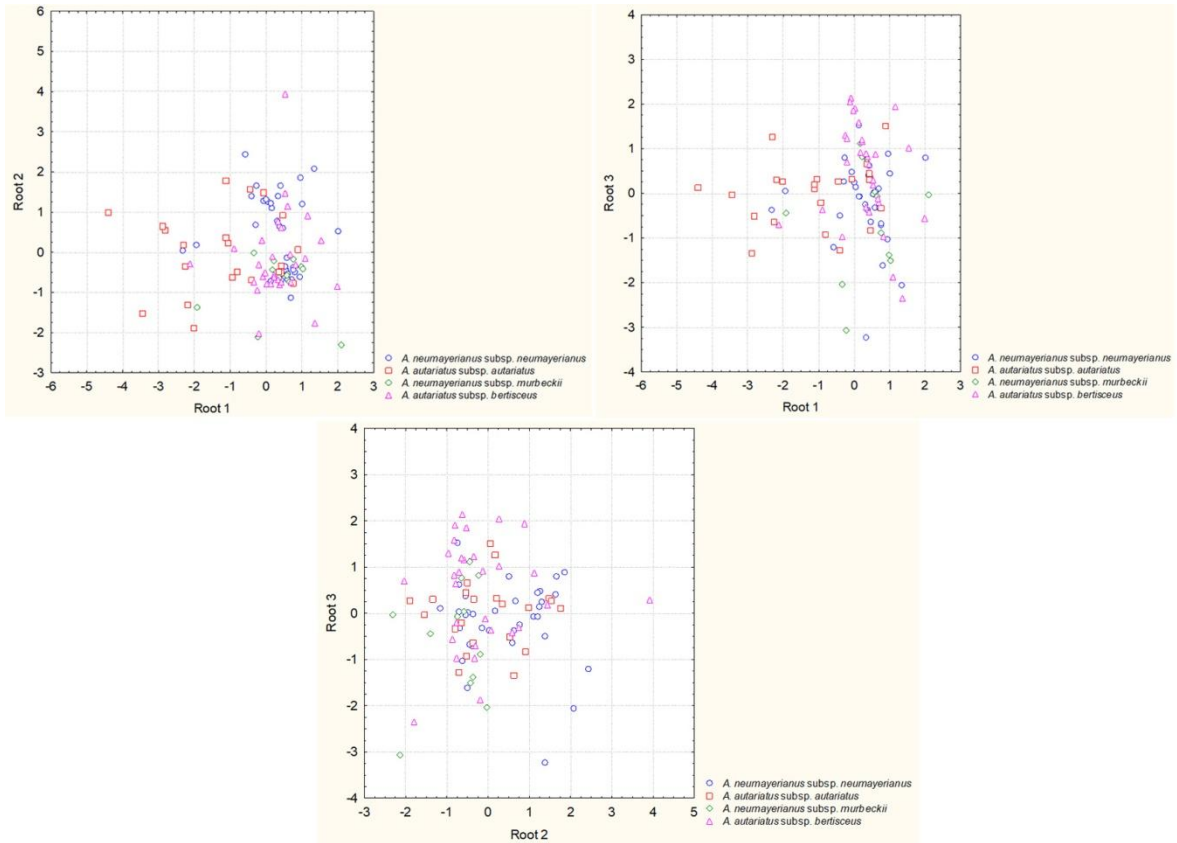 6
5
4
3
2
1
0
-1
-2
-3
Root 2
-5 -4 -3 -2 -1 0 1 2 3
Root 1
A. neumayerianus subsp. neumayerianus
A. autariatus subsp. autariatus
A. neumayerianus subsp. murbeckii
A. autariatus subsp. bertisceus
4
3
2
1
0
-1
-2
-3
-4
Root 3
-5 -4 -3 -2 -1 0 1 2 3
Root 1
A. neumayerianus subsp. neumayerianus
A. autariatus subsp. autariatus
A. neumayerianus subsp. murbeckii
A. autariatus subsp. bertisceus
4
3
2
1
0
-1
-2
-3
-4
Root 3
-3 -2 -1 0 1 2 3 4 5
Root 2
A. neumayerianus subsp. neumayerianus
A. autariatus subsp. autariatus
A. neumayerianus subsp. murbeckii
A. autariatus subsp. bertisceus